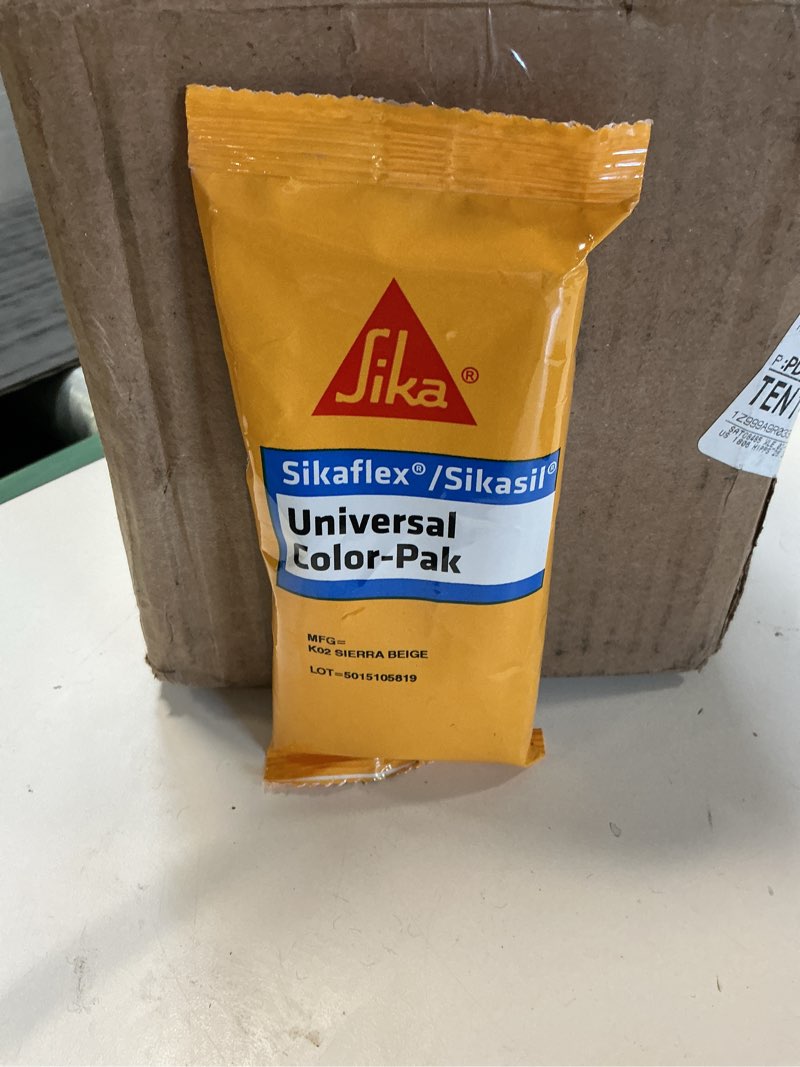 Sika®
Sikaflex®/Sikasil®
Universal
Color-Pak
MFG=
K02 SIERRA BEIGE
LOT=5015105819
TEN